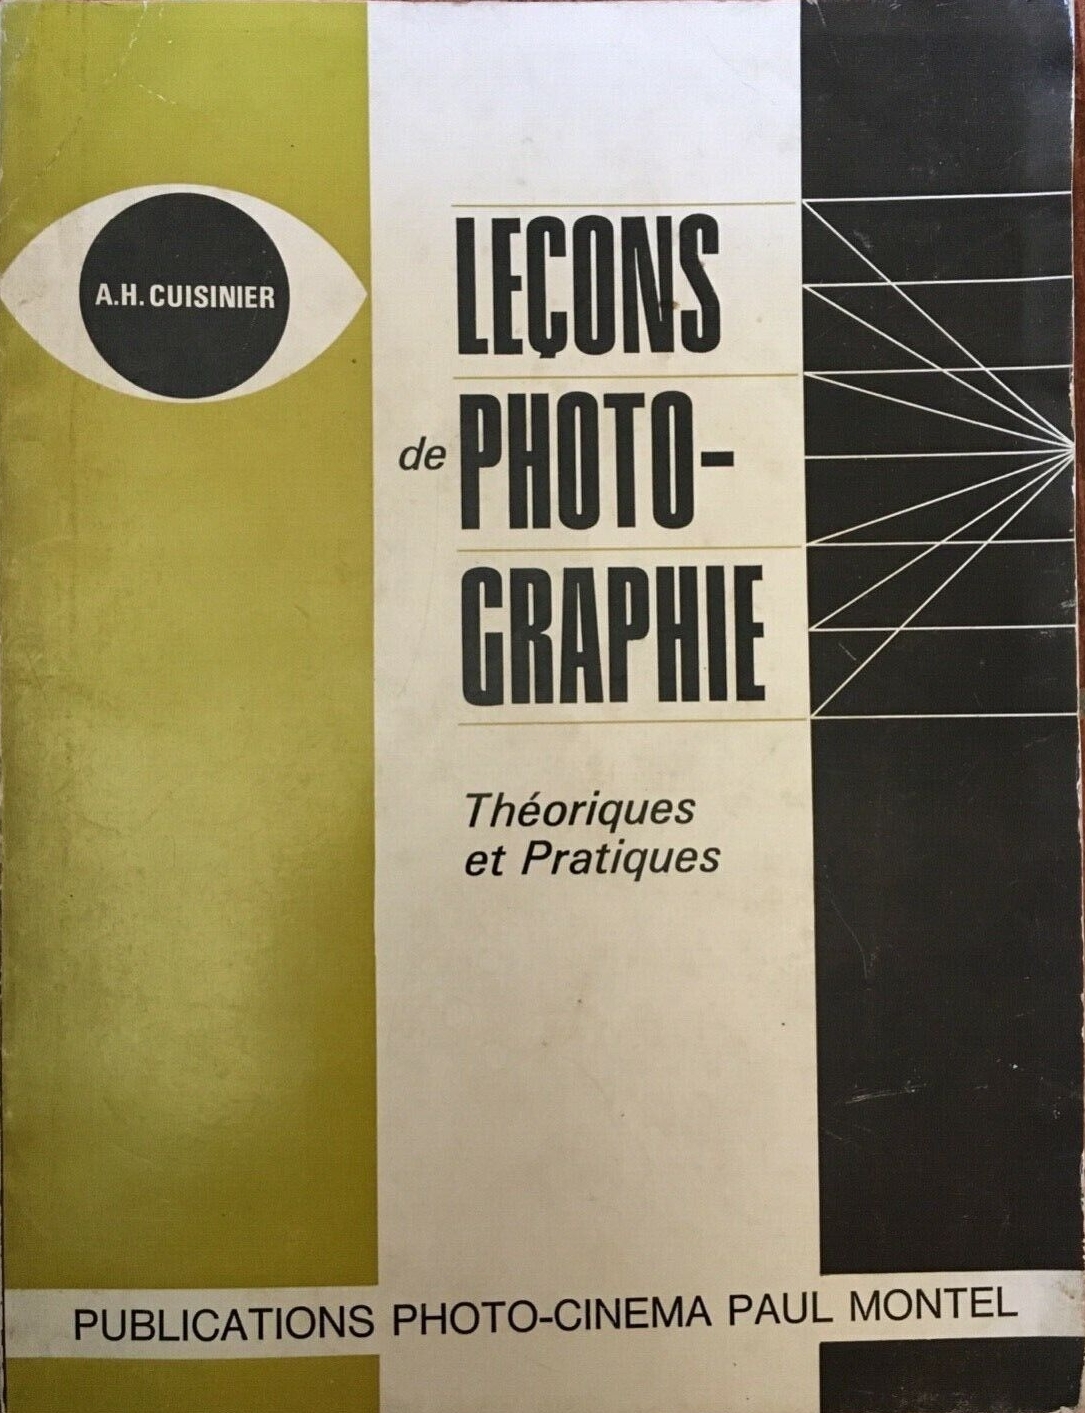 A.H. CUISINIER
LEÇONS
de PHOTO-
GRAPHIE
Théoriques
et Pratiques
PUBLICATIONS PHOTO-CINEMA PAUL MONTEL